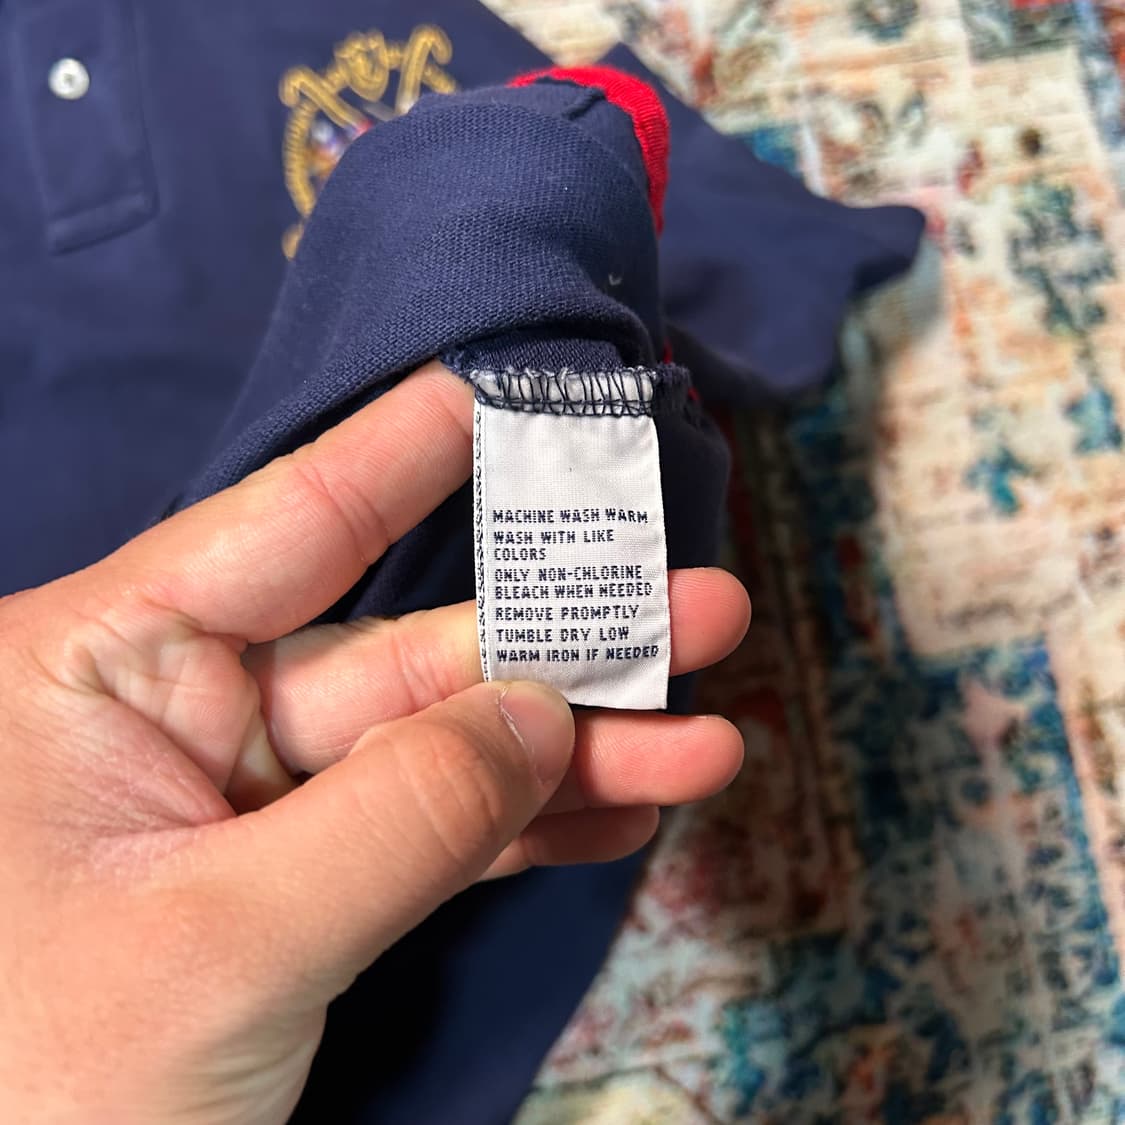 MACHINE WASH WARM
WASH WITH LIKE
COLORS
ONLY NON-CHLORINE
BLEACH WHEN NEEDED
REMOVE PROMPTLY
TUMBLE DRY LOW
WARM IRON IF NEEDED